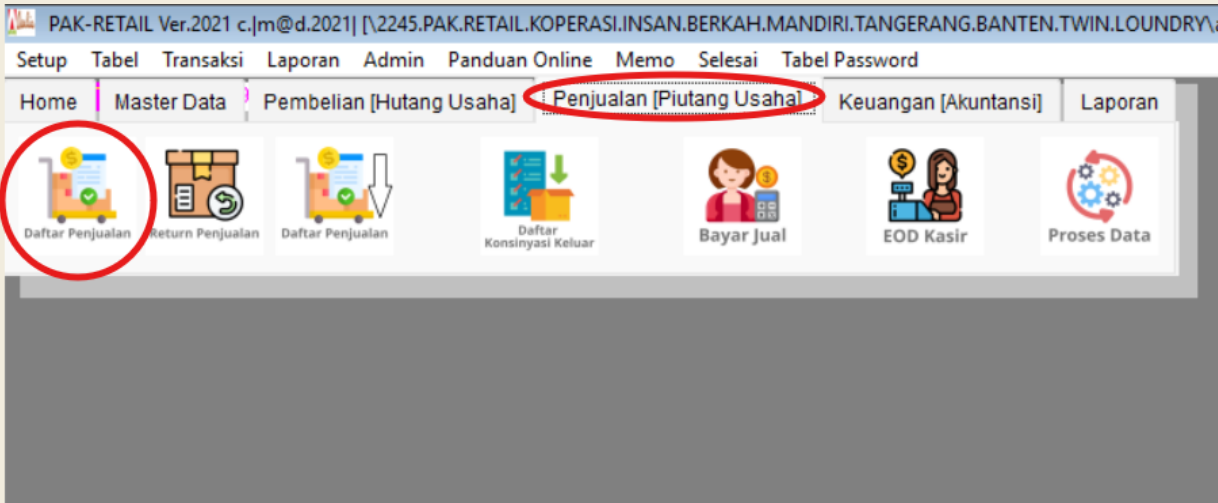 PAK-RETAIL Ver.2021 c.|m@d.2021| [\2245.PAK.RETAIL.KOPERASI.INSAN.BERKAH.MANDIRI.TANGERANG.BANTEN.TWIN.LOUNDRY\
Setup Tabel Transaksi Laporan Admin Panduan Online Memo Selesai Tabel Password
Home Master Data Pembelian [Hutang Usaha] Penjualan [Piutang Usaha] Keuangan [Akuntansi] Laporan
Daftar Penjualan Return Penjualan Daftar Penjualan Daftar
Konsinyasi Keluar Bayar Jual EOD Kasir Proses Data